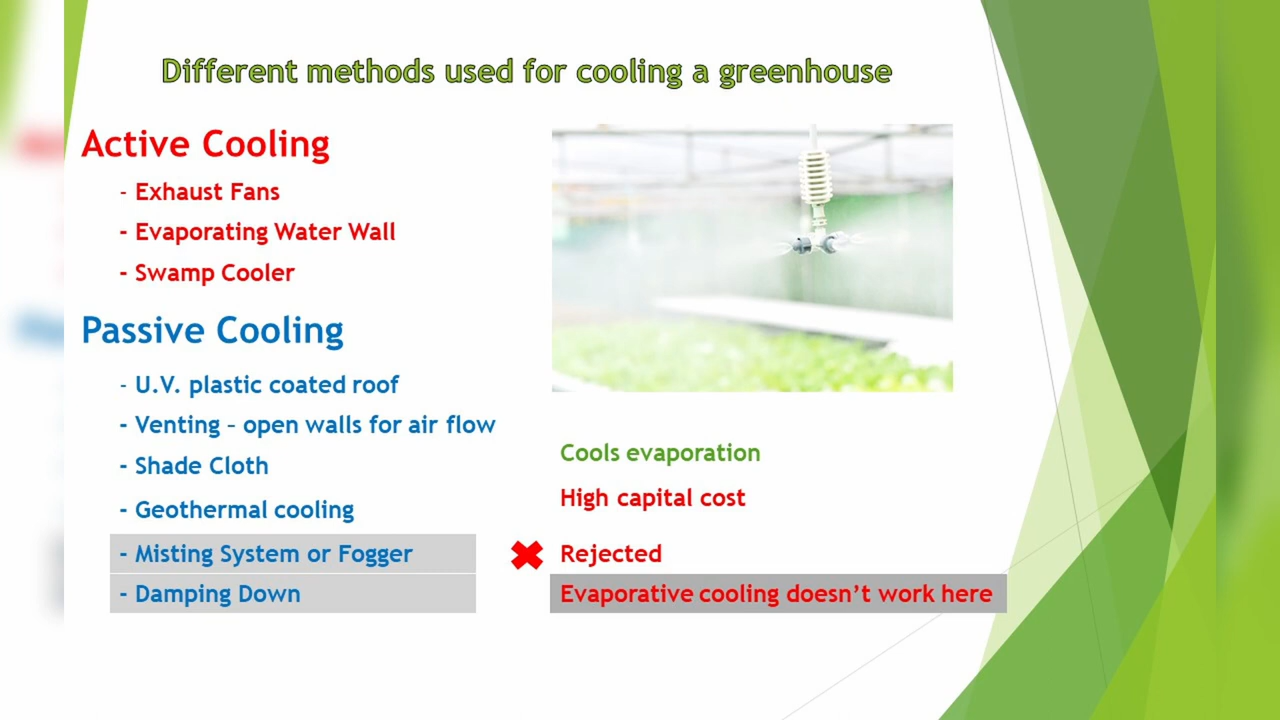 Different methods used for cooling a greenhouse
Active Cooling
- Exhaust Fans
- Evaporating Water Wall
- Swamp Cooler
Passive Cooling
- U.V. plastic coated roof
- Venting – open walls for air flow
- Shade Cloth
- Geothermal cooling
- Misting System or Fogger
- Damping Down
Cools evaporation
High capital cost
Rejected
Evaporative cooling doesn’t work here